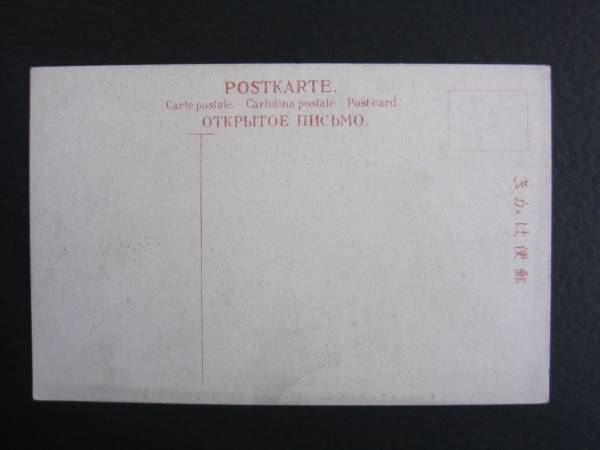 POSTKARTE.
Carte postale - Cartolina postale - Post card
ОТКРЫТОЕ ПИСЬМО.
きかは便郵